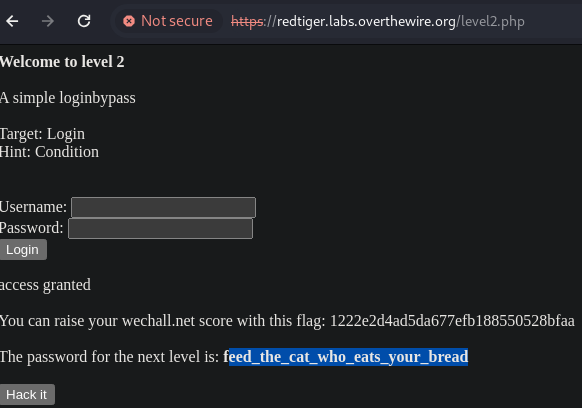 Not secure https://redtiger.labs.overthewire.org/level2.php
Welcome to level 2
A simple loginbypass
Target: Login
Hint: Condition
Username:
Password:
Login
access granted
You can raise your wechall.net score with this flag: 1222e2d4ad5da677efb188550528bfaa
The password for the next level is: feed_the_cat_who_eats_your_bread
Hack it